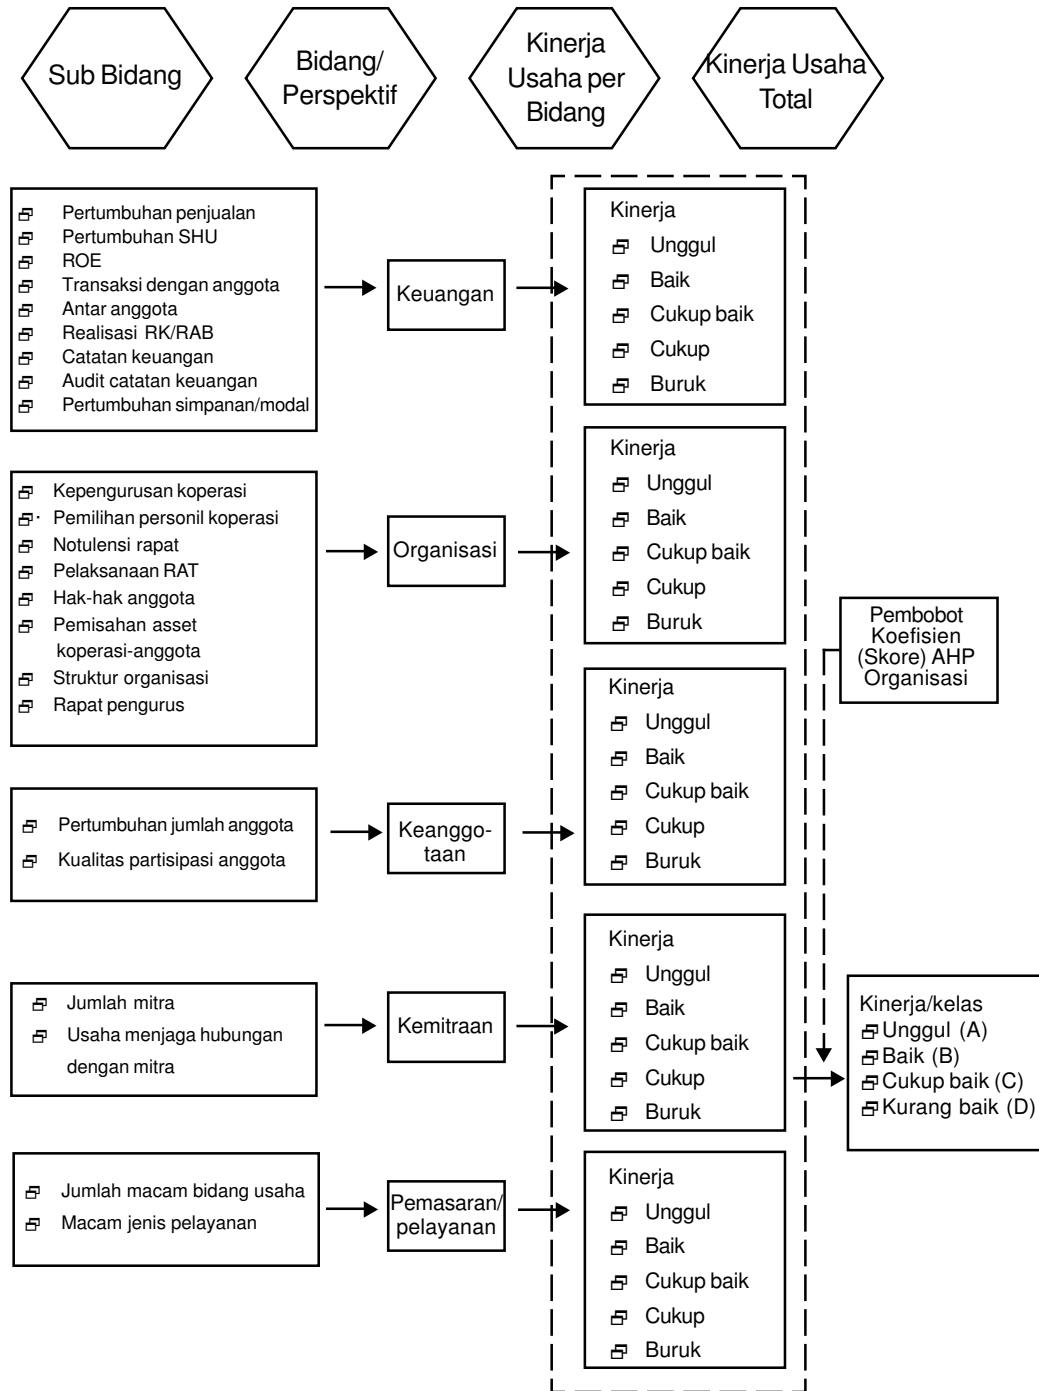 Sub Bidang
Bidang/
Perspektif
Kinerja
Usaha per
Bidang
Kinerja Usaha
Total
Pertumbuhan penjualan
Pertumbuhan SHU
ROE
Transaksi dengan anggota
Antar anggota
Realisasi RK/RAB
Catatan keuangan
Audit catatan keuangan
Pertumbuhan simpanan/modal
Keuangan
Kinerja
Unggul
Baik
Cukup baik
Cukup
Buruk
Kepengurusan koperasi
Pemilihan personil koperasi
Notulensi rapat
Pelaksanaan RAT
Hak-hak anggota
Pemisahan asset
koperasi-anggota
Struktur organisasi
Rapat pengurus
Organisasi
Kinerja
Unggul
Baik
Cukup baik
Cukup
Buruk
Pembobot
Koefisien
(Skore) AHP
Organisasi
Pertumbuhan jumlah anggota
Kualitas partisipasi anggota
Keanggo-
taan
Kinerja
Unggul
Baik
Cukup baik
Cukup
Buruk
Jumlah mitra
Usaha menjaga hubungan
dengan mitra
Kemitraan
Kinerja
Unggul
Baik
Cukup baik
Cukup
Buruk
Kinerja/kelas
Unggul (A)
Baik (B)
Cukup baik (C)
Kurang baik (D)
Jumlah macam bidang usaha
Macam jenis pelayanan
Pemasaran/
pelayanan
Kinerja
Unggul
Baik
Cukup baik
Cukup
Buruk